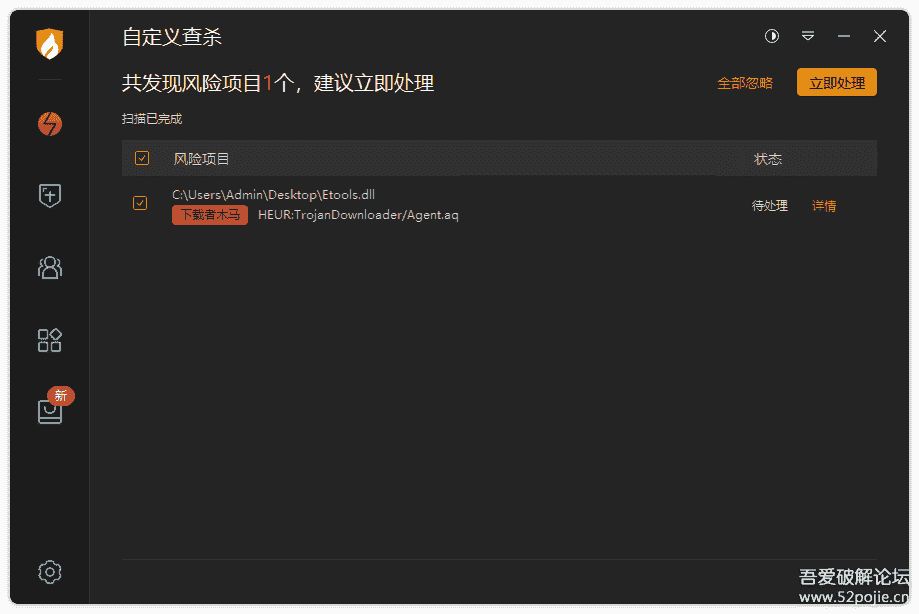 自定义查杀
共发现风险项目1个，建议立即处理
全部忽略
立即处理
扫描已完成
风险项目
状态
C:\Users\Admin\Desktop\Etools.dll
下载者木马 HEUR:TrojanDownloader/Agent.aq
待处理
详情
新
吾爱破解论坛
www.52pojie.cn